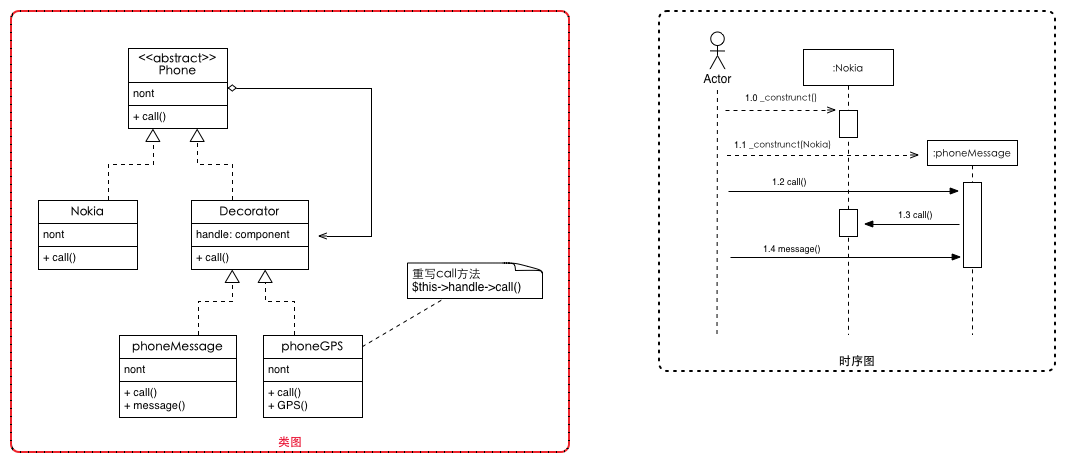 <<abstract>>
Phone
nont
+ call()
Nokia
nont
+ call()
Decorator
handle: component
+ call()
重写call方法
$this->handle->call()
phoneMessage
nont
+ call()
+ message()
phoneGPS
nont
+ call()
+ GPS()
类图
Actor
:Nokia
1.0 _construnct()
1.1 _construnct(Nokia)
:phoneMessage
1.2 call()
1.3 call()
1.4 message()
时序图